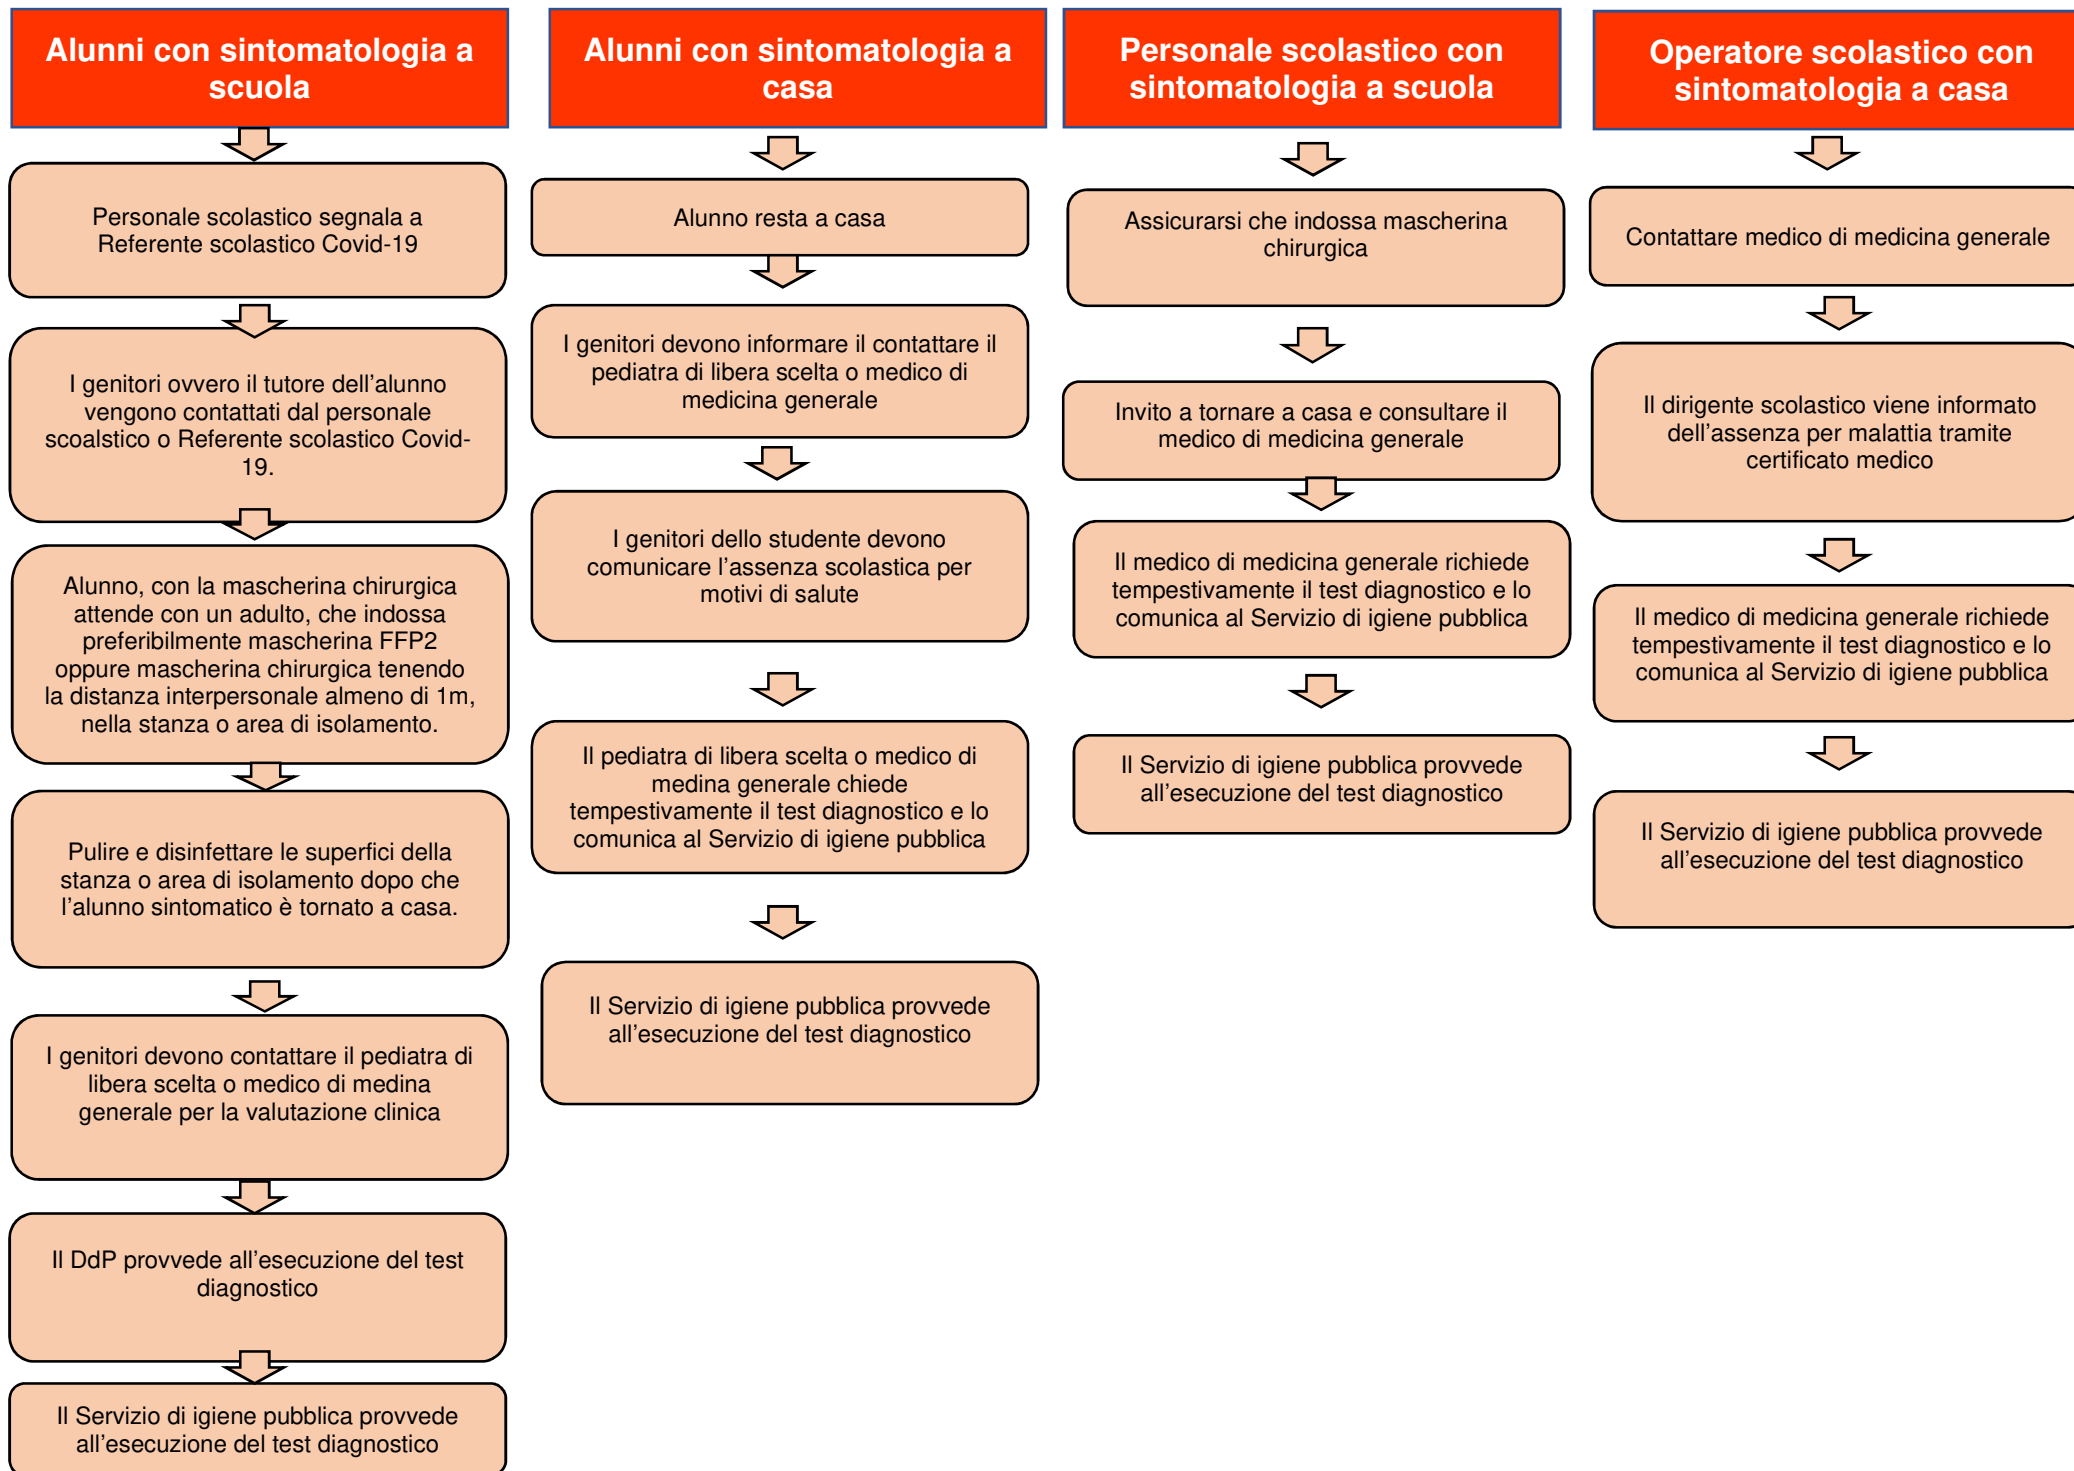 Alunni con sintomatologia a
scuola
Personale scolastico segnala a
Referente scolastico Covid-19
I genitori ovvero il tutore dell’alunno
vengono contattati dal personale
scoalstico o Referente scolastico Covid-
19.
Alunno, con la mascherina chirurgica
attende con un adulto, che indossa
preferibilmente mascherina FFP2
oppure mascherina chirurgica tenendo
la distanza interpersonale almeno di 1m,
nella stanza o area di isolamento.
Pulire e disinfettare le superfici della
stanza o area di isolamento dopo che
l’alunno sintomatico è tornato a casa.
I genitori devono contattare il pediatra di
libera scelta o medico di medina
generale per la valutazione clinica
Il DdP provvede all’esecuzione del test
diagnostico
Il Servizio di igiene pubblica provvede
all’esecuzione del test diagnostico
Alunni con sintomatologia a
casa
Alunno resta a casa
I genitori devono informare il contattare il
pediatra di libera scelta o medico di
medicina generale
I genitori dello studente devono
comunicare l’assenza scolastica per
motivi di salute
Il pediatra di libera scelta o medico di
medina generale chiede
tempestivamente il test diagnostico e lo
comunica al Servizio di igiene pubblica
Il Servizio di igiene pubblica provvede
all’esecuzione del test diagnostico
Personale scolastico con
sintomatologia a scuola
Assicurarsi che indossa mascherina
chirurgica
Invito a tornare a casa e consultare il
medico di medicina generale
Il medico di medicina generale richiede
tempestivamente il test diagnostico e lo
comunica al Servizio di igiene pubblica
Il Servizio di igiene pubblica provvede
all’esecuzione del test diagnostico
Operatore scolastico con
sintomatologia a casa
Contattare medico di medicina generale
Il dirigente scolastico viene informato
dell’assenza per malattia tramite
certificato medico
Il medico di medicina generale richiede
tempestivamente il test diagnostico e lo
comunica al Servizio di igiene pubblica
Il Servizio di igiene pubblica provvede
all’esecuzione del test diagnostico